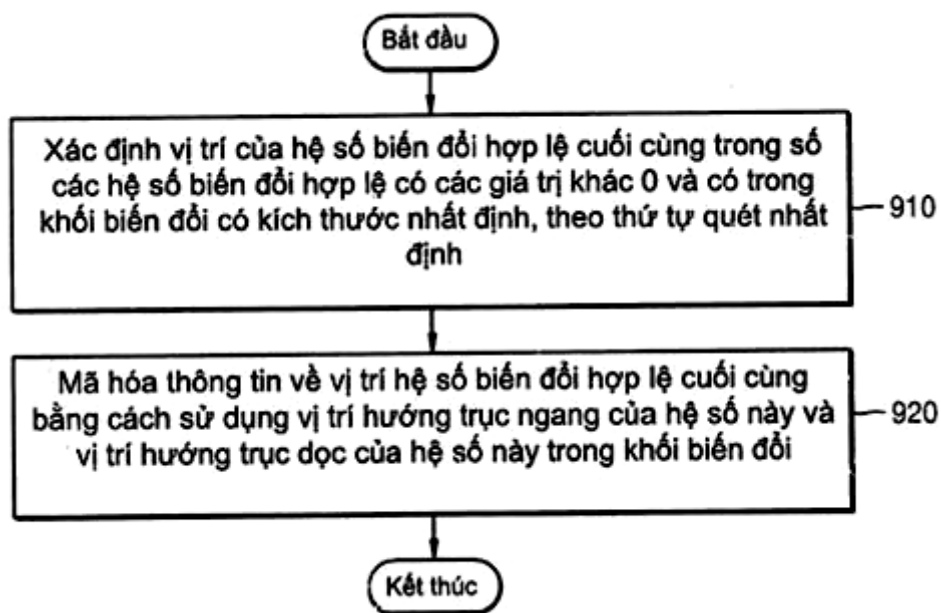 Bắt đầu
Xác định vị trí của hệ số biến đổi hợp lệ cuối cùng trong số
các hệ số biến đổi hợp lệ có các giá trị khác 0 và có trong
khối biến đổi có kích thước nhất định, theo thứ tự quét nhất
định
910
Mã hóa thông tin về vị trí hệ số biến đổi hợp lệ cuối cùng
bằng cách sử dụng vị trí hướng trục ngang của hệ số này và
vị trí hướng trục dọc của hệ số này trong khối biến đổi
920
Kết thúc